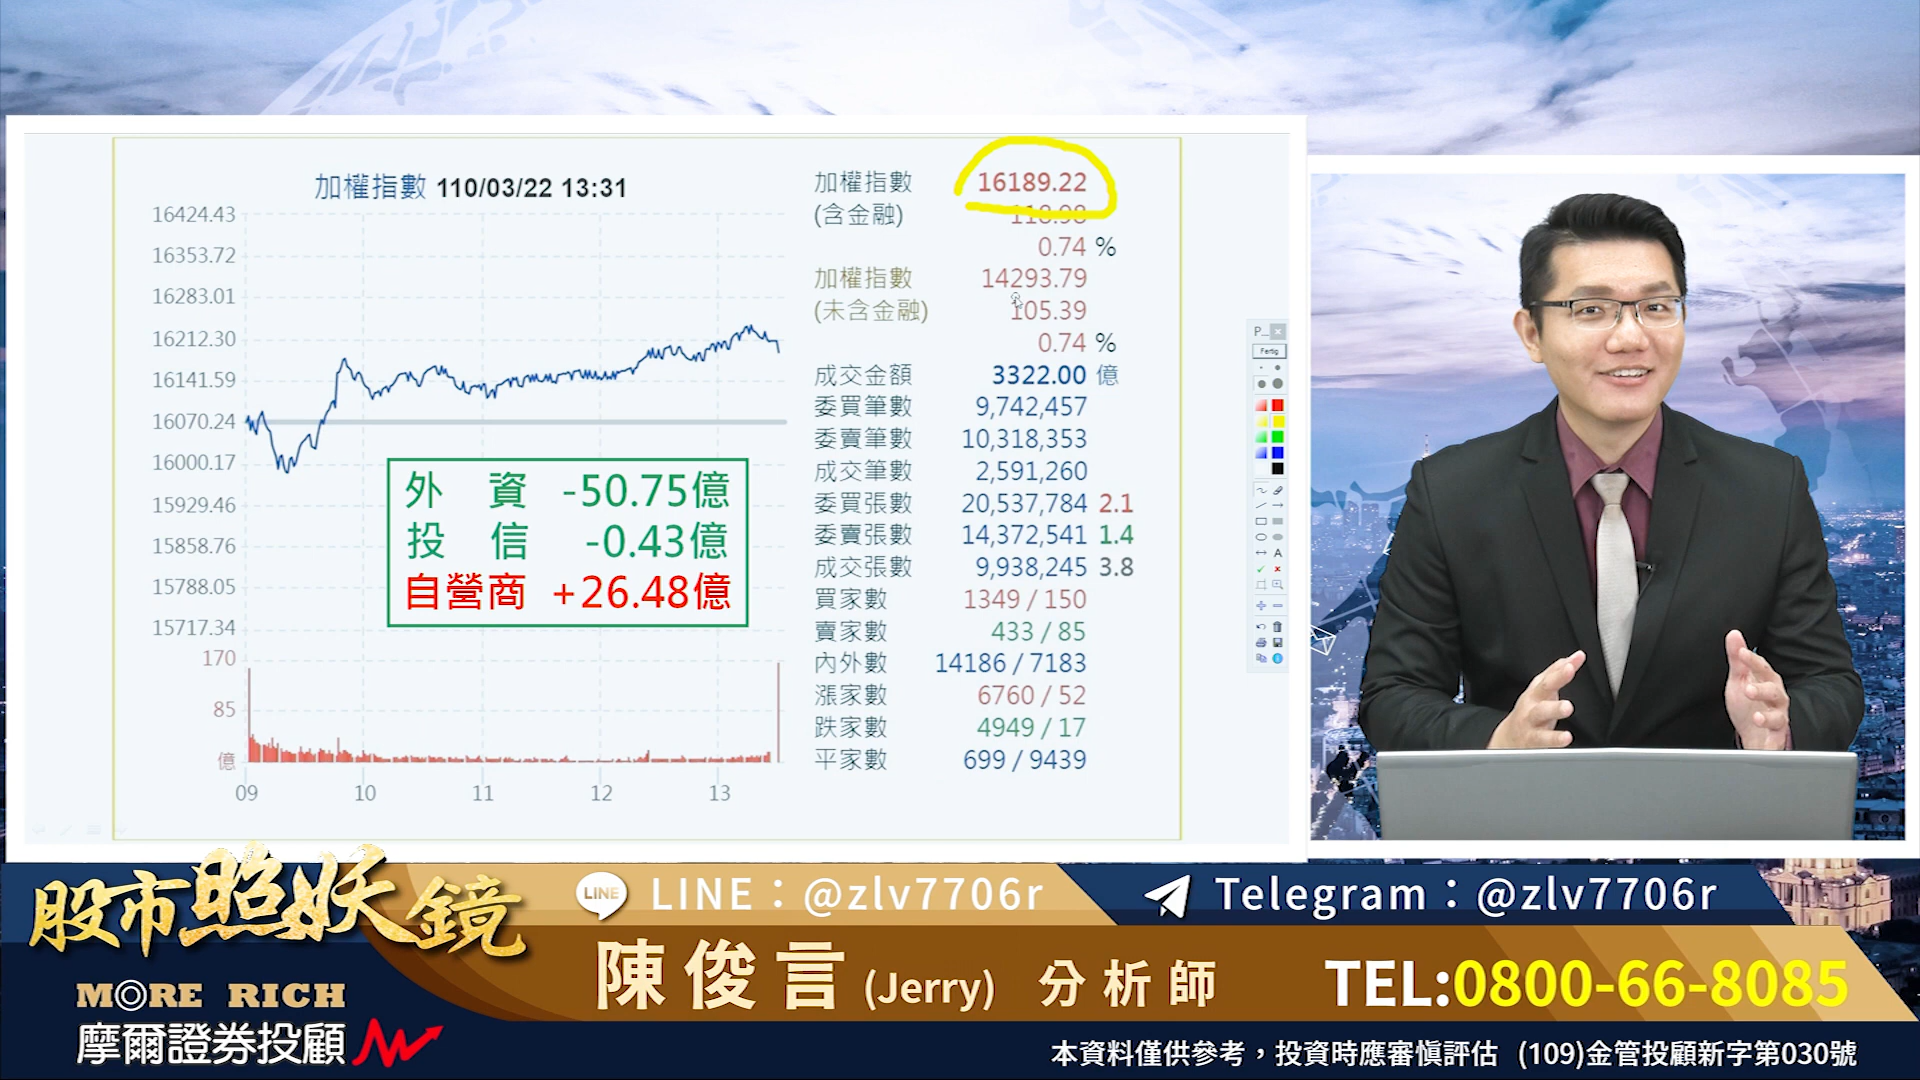 加權指數 110/03/22 13:31
16424.43
16353.72
16283.01
16212.30
16141.59
16070.24
16000.17
15929.46
15858.76
15788.05
15717.34
170
85
億
09 10 11 12 13
外 資 -50.75億
投 信 -0.43億
自營商 +26.48億
加權指數 16189.22
(含金融) 118.98
0.74 %
加權指數 14293.79
(未含金融) 105.39
0.74 %
成交金額 3322.00 億
委買筆數 9,742,457
委賣筆數 10,318,353
成交筆數 2,591,260
委買張數 20,537,784 2.1
委賣張數 14,372,541 1.4
成交張數 9,938,245 3.8
買家數 1349 / 150
賣家數 433 / 85
內外數 14186 / 7183
漲家數 6760 / 52
跌家數 4949 / 17
平家數 699 / 9439
P...
Fertig
A
股市照妖鏡
MORE RICH
摩爾證券投顧
LINE
LINE：@zlv7706r
Telegram：@zlv7706r
陳俊言 (Jerry) 分析師
TEL:0800-66-8085
本資料僅供參考，投資時應審慎評估 (109)金管投顧新字第030號